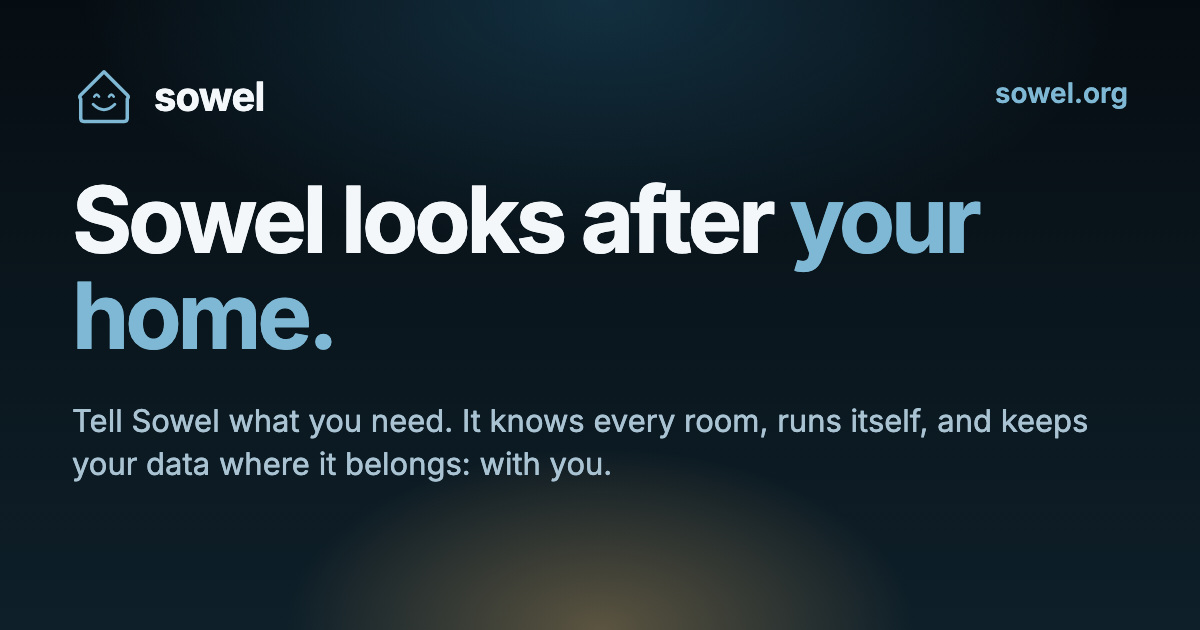 sowel
sowel.org
Sowel looks after your
home.
Tell Sowel what you need. It knows every room, runs itself, and keeps
your data where it belongs: with you.